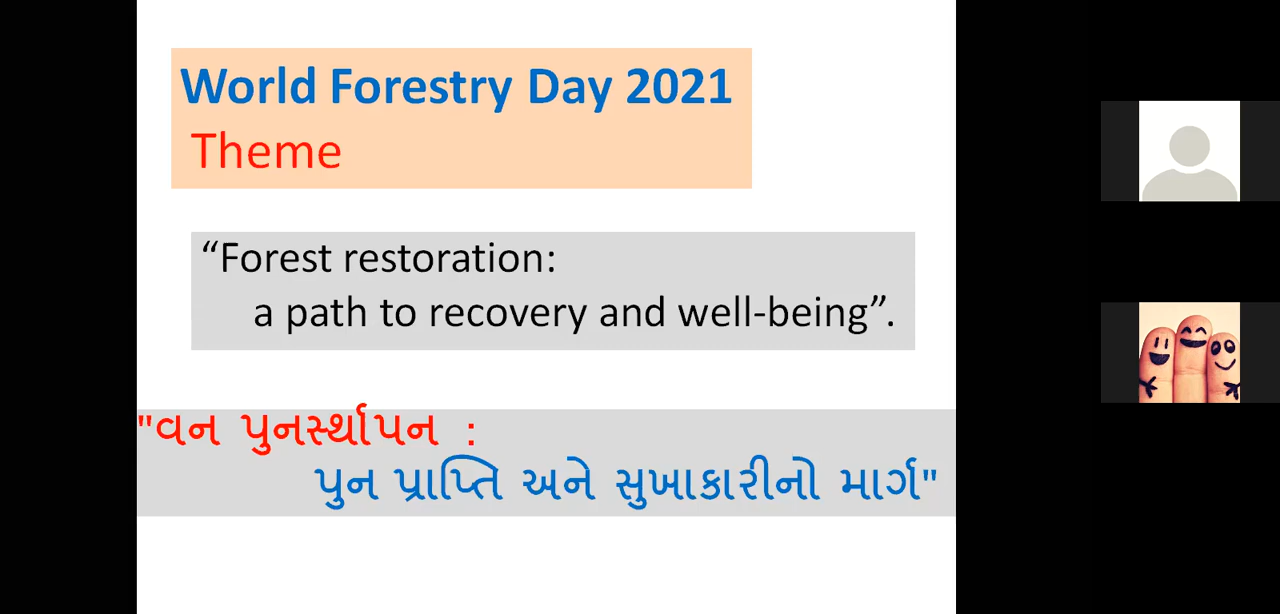 World Forestry Day 2021
Theme
“Forest restoration:
a path to recovery and well-being”.
"વન પુનર્સ્થાપન :
પુન પ્રાપ્તિ અને સુખાકારીનો માર્ગ"